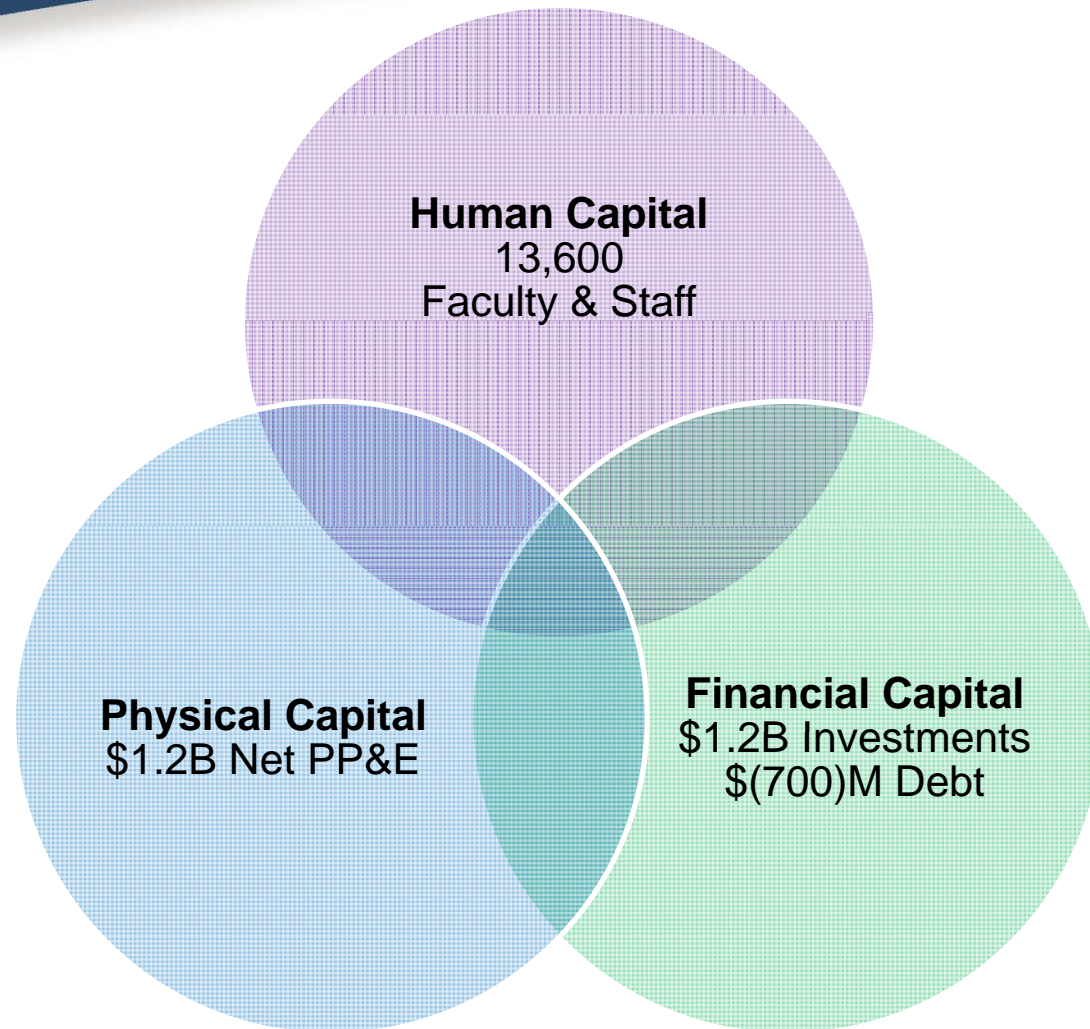 Human Capital
13,600
Faculty & Staff
Physical Capital
$1.2B Net PP&E
Financial Capital
$1.2B Investments
$(700)M Debt